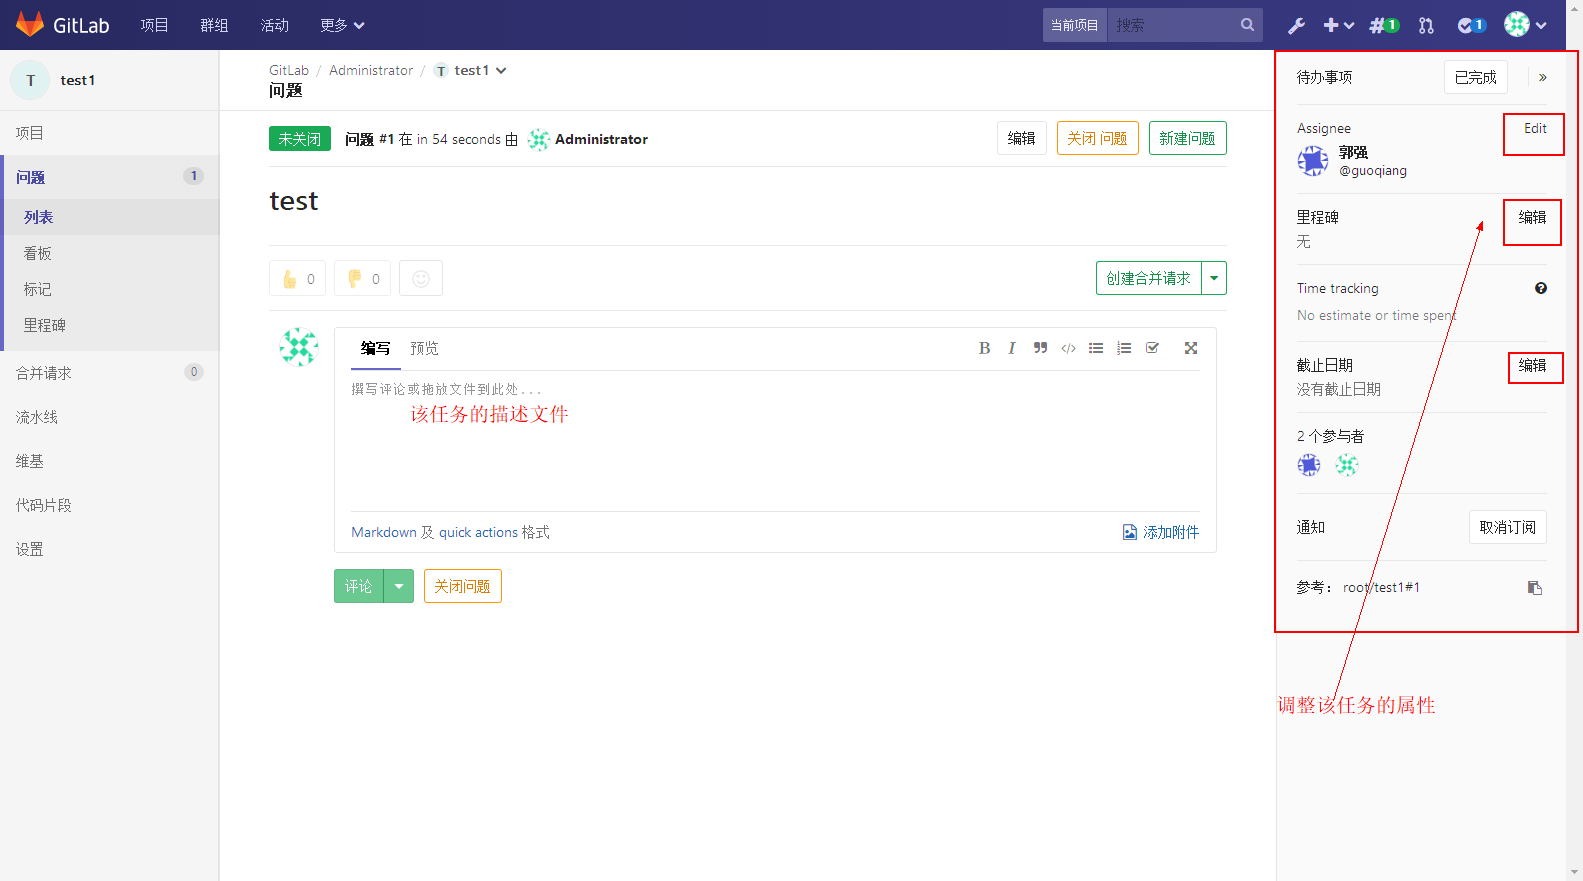 GitLab 项目 群组 活动 更多 当前项目 搜索 1 1
T test1
项目
问题 1
列表
看板
标记
里程碑
合并请求 0
流水线
维基
代码片段
设置
GitLab / Administrator / T test1
问题
未关闭 问题 #1 在 in 54 seconds 由 Administrator 编辑 关闭 问题 新建问题
test
0 0 创建合并请求
编写 预览 B I
撰写评论或拖放文件到此处...
该任务的描述文件
Markdown 及 quick actions 格式 添加附件
评论 关闭问题
待办事项 已完成 »
Assignee Edit
郭强
@guoqiang
里程碑 编辑
无
Time tracking ?
No estimate or time spent
截止日期 编辑
没有截止日期
2 个参与者
通知 取消订阅
参考： root/test1#1
调整该任务的属性